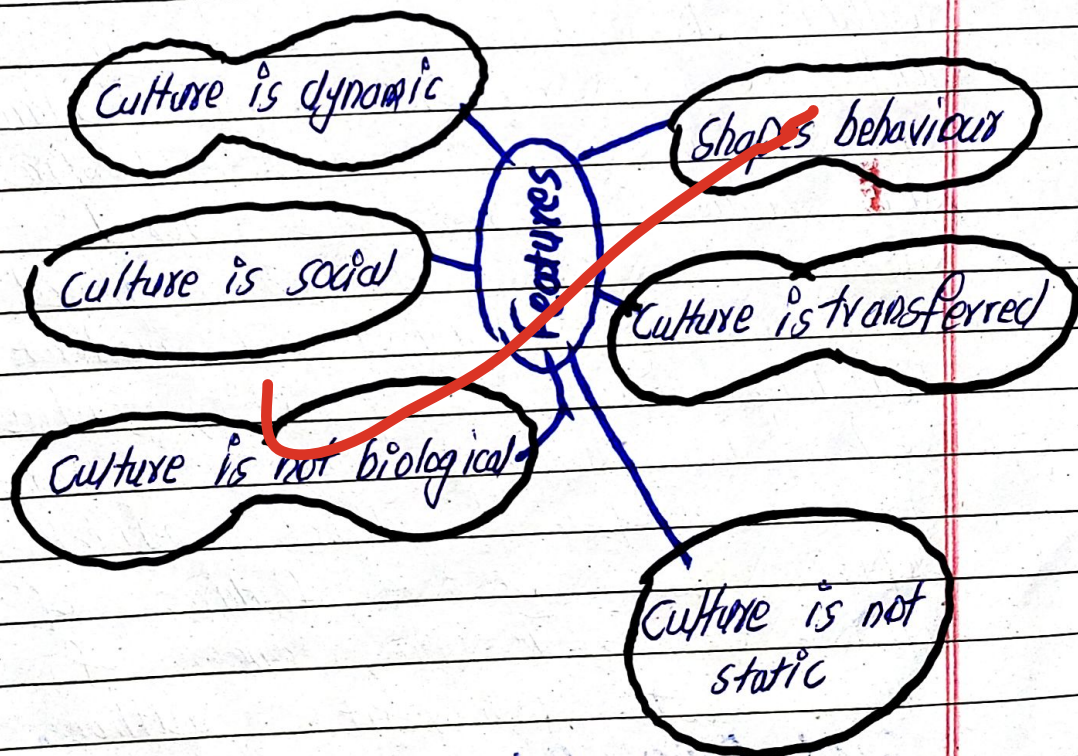 Culture is dynamic
Shapes behaviour
Features
Culture is social
Culture is transferred
Culture is not biological
Culture is not
static